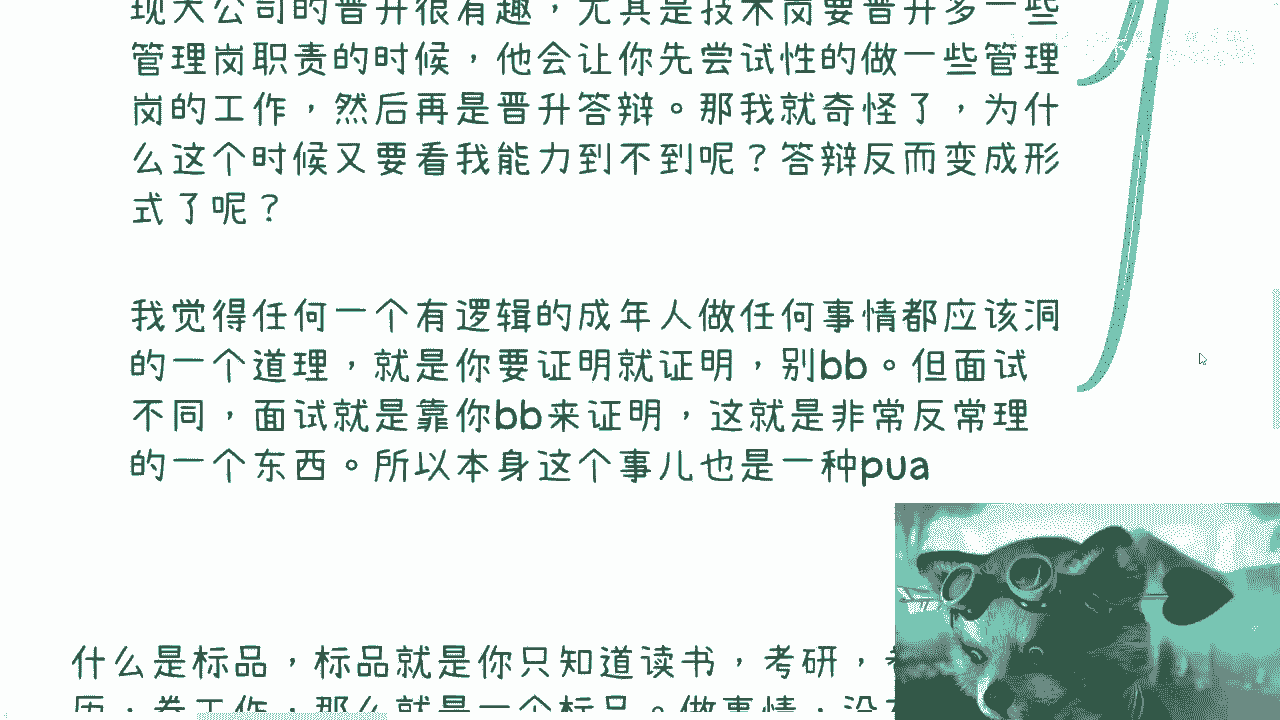 现大公司的晋升很有趣，尤其是技术岗要晋升多一些
管理岗职责的时候，他会让你先尝试性的做一些管理
岗的工作，然后再是晋升答辩。那我就奇怪了，为什
么这个时候又要看我能力到不到呢？答辩反而变成形
式了呢？
我觉得任何一个有逻辑的成年人做任何事情都应该洞
的一个道理，就是你要证明就证明，别bb。但面试
不同，面试就是靠你bb来证明，这就是非常反常理
的一个东西。所以本身这个事儿也是一种pua
什么是标品，标品就是你只知道读书，考研，
历，卷工作，那么就是一个标品。做事情，没